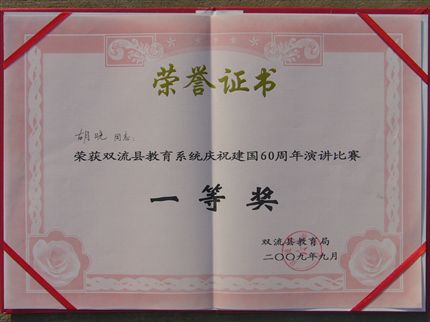 荣誉证书
胡晓 同志:
荣获双流县教育系统庆祝建国60周年演讲比赛
一等奖
双流县教育局
二〇〇九年九月